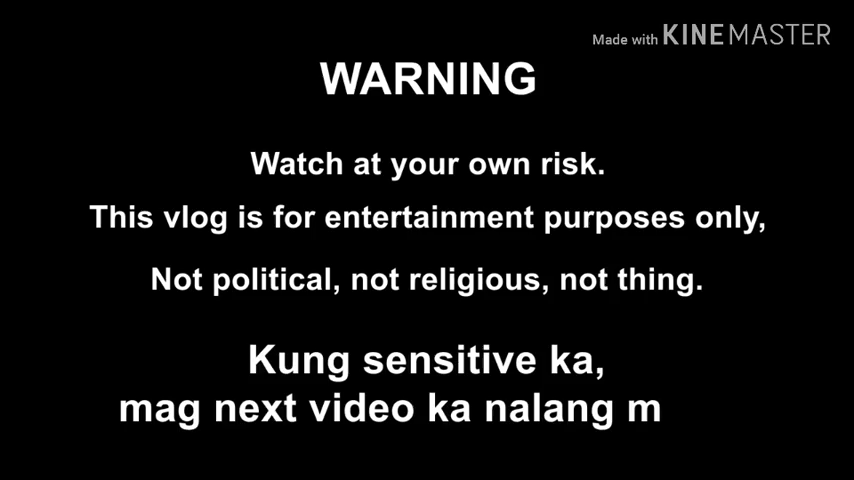 Made with KINEMASTER
WARNING
Watch at your own risk.
This vlog is for entertainment purposes only,
Not political, not religious, not thing.
Kung sensitive ka,
mag next video ka nalang m